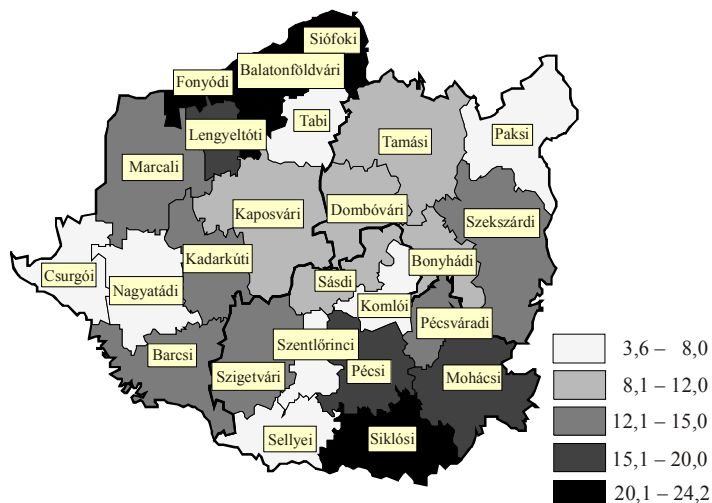 Siófoki
Balatonföldvári
Fonyódi
Tabi
Lengyeltóti
Paksi
Tamási
Marcali
Kaposvári
Dombóvári
Szekszárdi
Kadarkúti
Bonyhádi
Csurgói
Sásdi
Nagyatádi
Komlói
Pécsváradi
Szentlőrinci
Barcsi
Szigetvári
Pécsi
Mohácsi
Sellyei
Siklósi
3,6 – 8,0
8,1 – 12,0
12,1 – 15,0
15,1 – 20,0
20,1 – 24,2